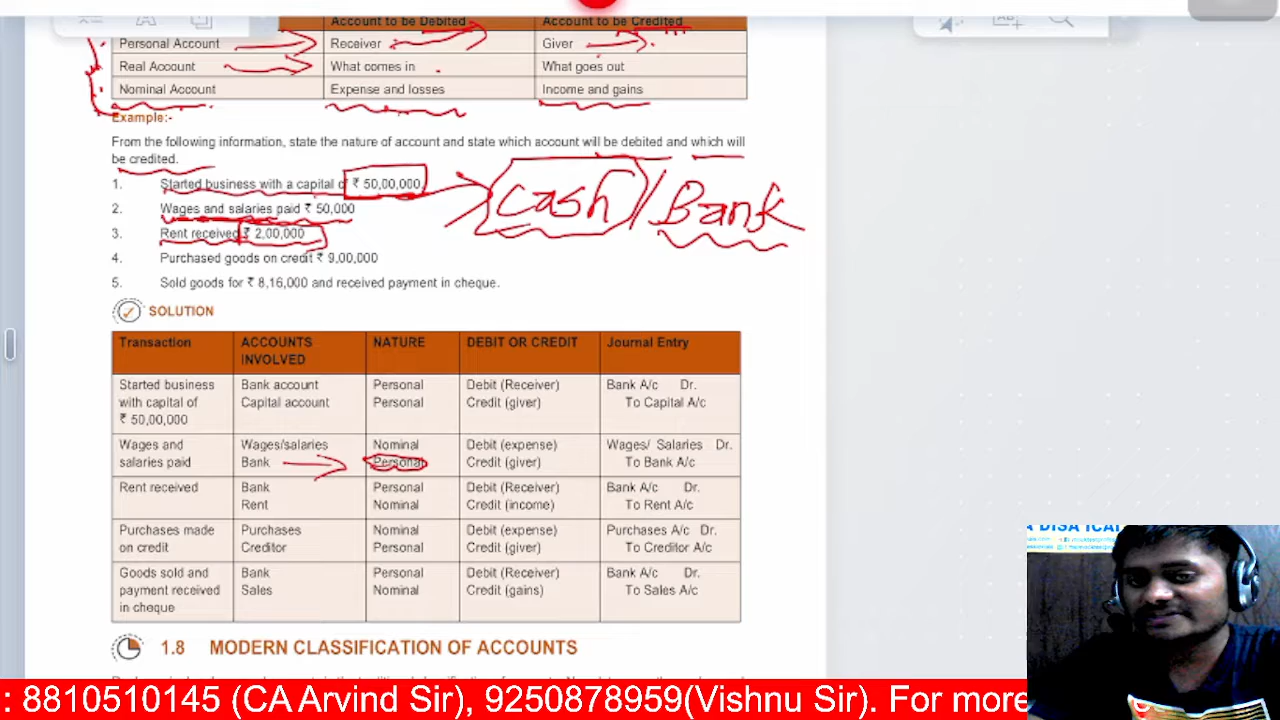 Account to be Debited Account to be Credited
Personal Account Receiver Giver
Real Account What comes in What goes out
Nominal Account Expense and losses Income and gains
Example:-
From the following information, state the nature of account and state which account will be debited and which will
be credited.
1. Started business with a capital of ₹ 50,00,000
2. Wages and salaries paid ₹ 50,000
3. Rent received ₹ 2,00,000
4. Purchased goods on credit ₹ 9,00,000
5. Sold goods for ₹ 8,16,000 and received payment in cheque.
Cash / Bank
SOLUTION
Transaction ACCOUNTS INVOLVED NATURE DEBIT OR CREDIT Journal Entry
Started business Bank account Personal Debit (Receiver) Bank A/c Dr.
with capital of Capital account Personal Credit (giver) To Capital A/c
₹ 50,00,000
Wages and Wages/salaries Nominal Debit (expense) Wages/ Salaries Dr.
salaries paid Bank Personal Credit (giver) To Bank A/c
Rent received Bank Personal Debit (Receiver) Bank A/c Dr.
Rent Nominal Credit (income) To Rent A/c
Purchases made Purchases Nominal Debit (expense) Purchases A/c Dr.
on credit Creditor Personal Credit (giver) To Creditor A/c
Goods sold and Bank Personal Debit (Receiver) Bank A/c Dr.
payment received Sales Nominal Credit (gains) To Sales A/c
in cheque
1.8 MODERN CLASSIFICATION OF ACCOUNTS
A DISA ICAI
: 8810510145 (CA Arvind Sir), 9250878959(Vishnu Sir). For more